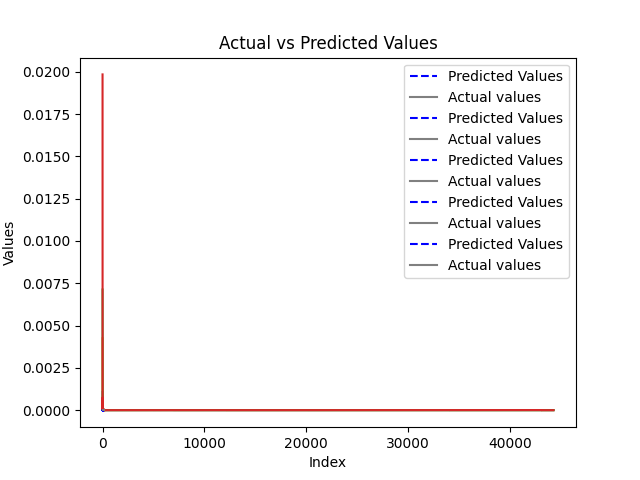 Actual vs Predicted Values
0.0200
0.0175
0.0150
0.0125
0.0100
0.0075
0.0050
0.0025
0.0000
Values
Predicted Values
Actual values
Predicted Values
Actual values
Predicted Values
Actual values
Predicted Values
Actual values
Predicted Values
Actual values
0 10000 20000 30000 40000
Index